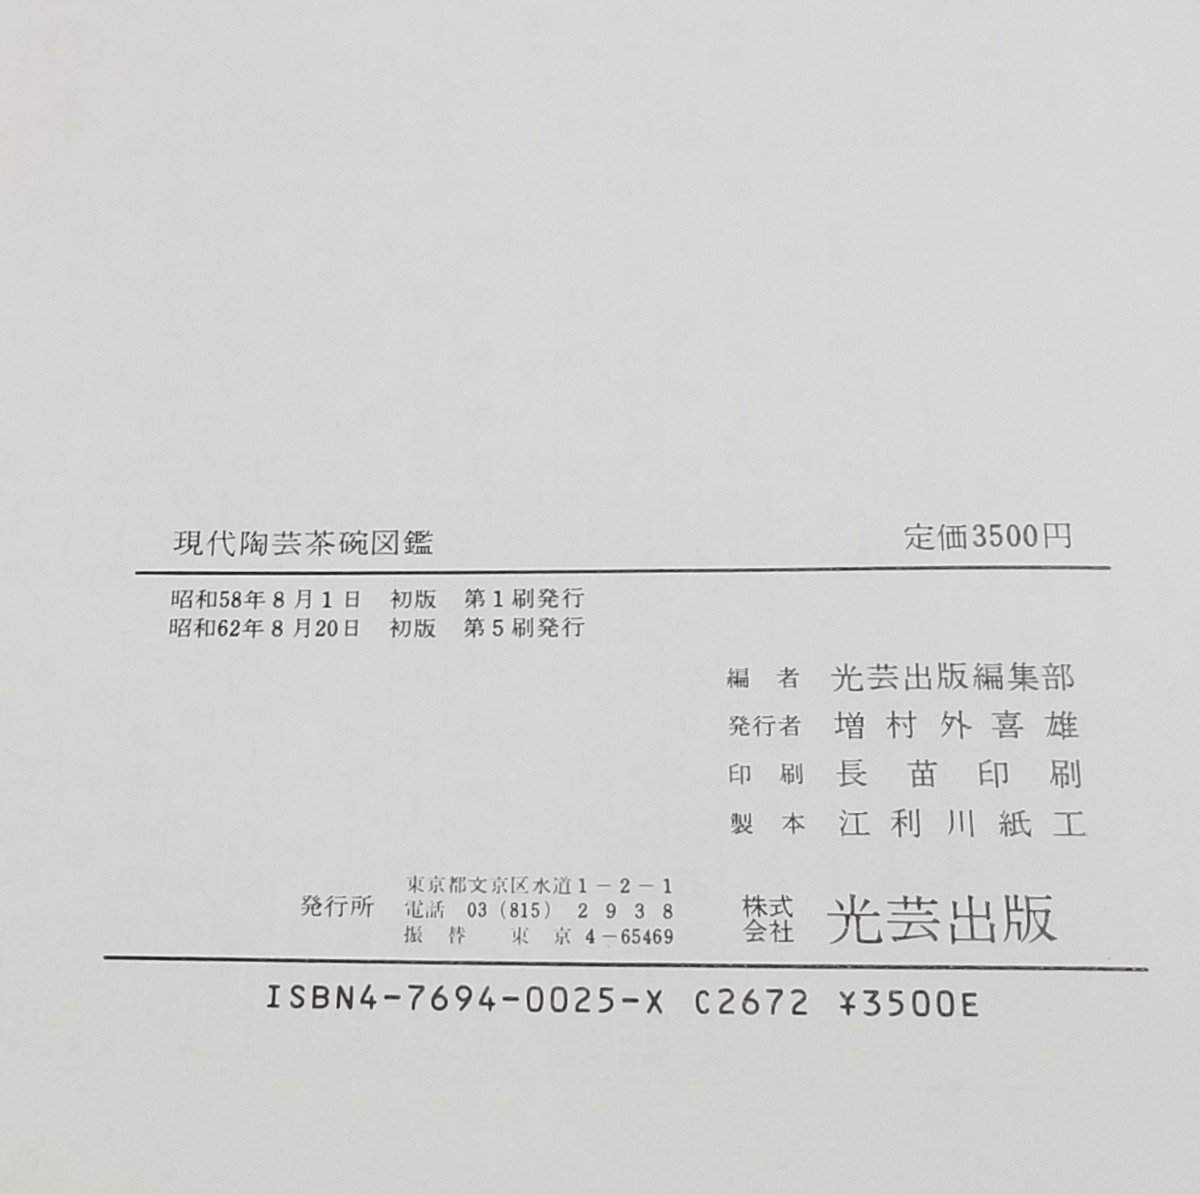 現代陶芸茶碗図鑑 定価3500円
昭和58年8月1日 初版 第1刷発行
昭和62年8月20日 初版 第5刷発行
編者 光芸出版編集部
発行者 増村外喜雄
印刷 長苗印刷
製本 江利川紙工
発行所
東京都文京区水道1-2-1
電話 03(815)2938
振替 東京4-65469
株式会社 光芸出版
ISBN4-7694-0025-X C2672 ¥3500E